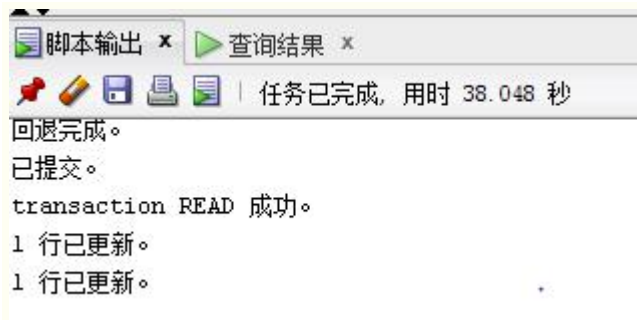 脚本输出 × 查询结果 ×
任务已完成, 用时 38.048 秒
回退完成。
已提交。
transaction READ 成功。
1 行已更新。
1 行已更新。